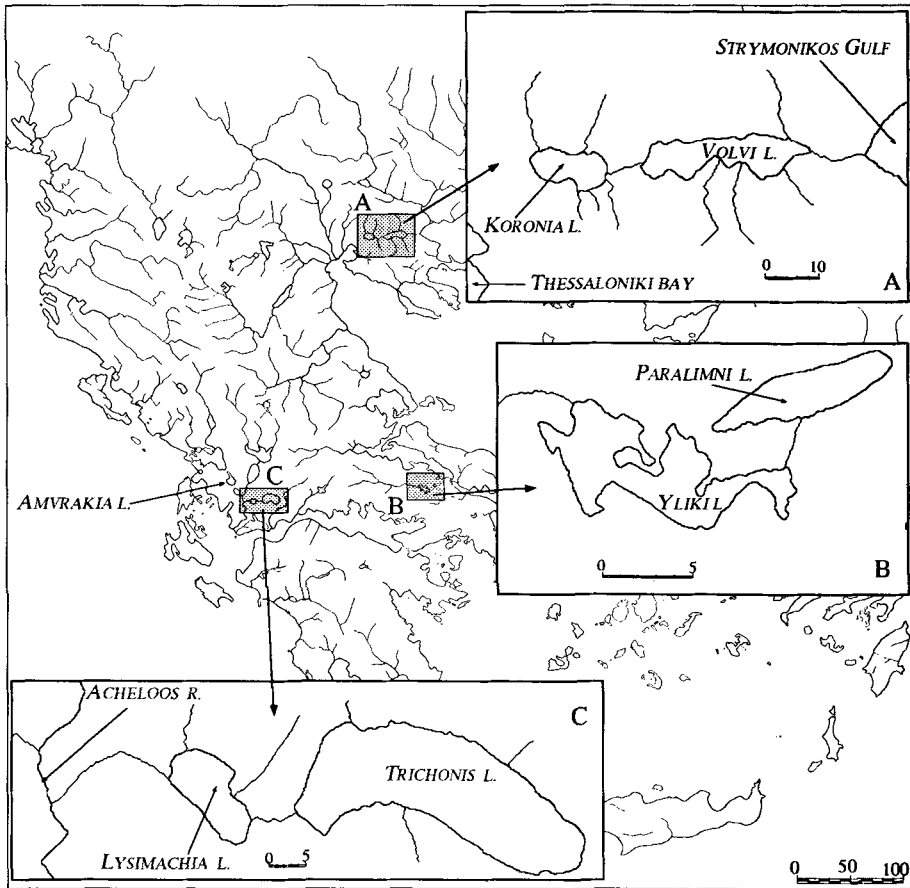 STRYMONIKOS GULF
VOLVI L.
A
KORONIA L.
0 10
THESSALONIKI BAY
A
PARALIMNI L.
C
AMVRAKIA L.
B
YLIKI L
0 5
B
ACHELOOS R.
C
TRICHONIS L.
LYSIMACHIA L.
0 5
0 50 100